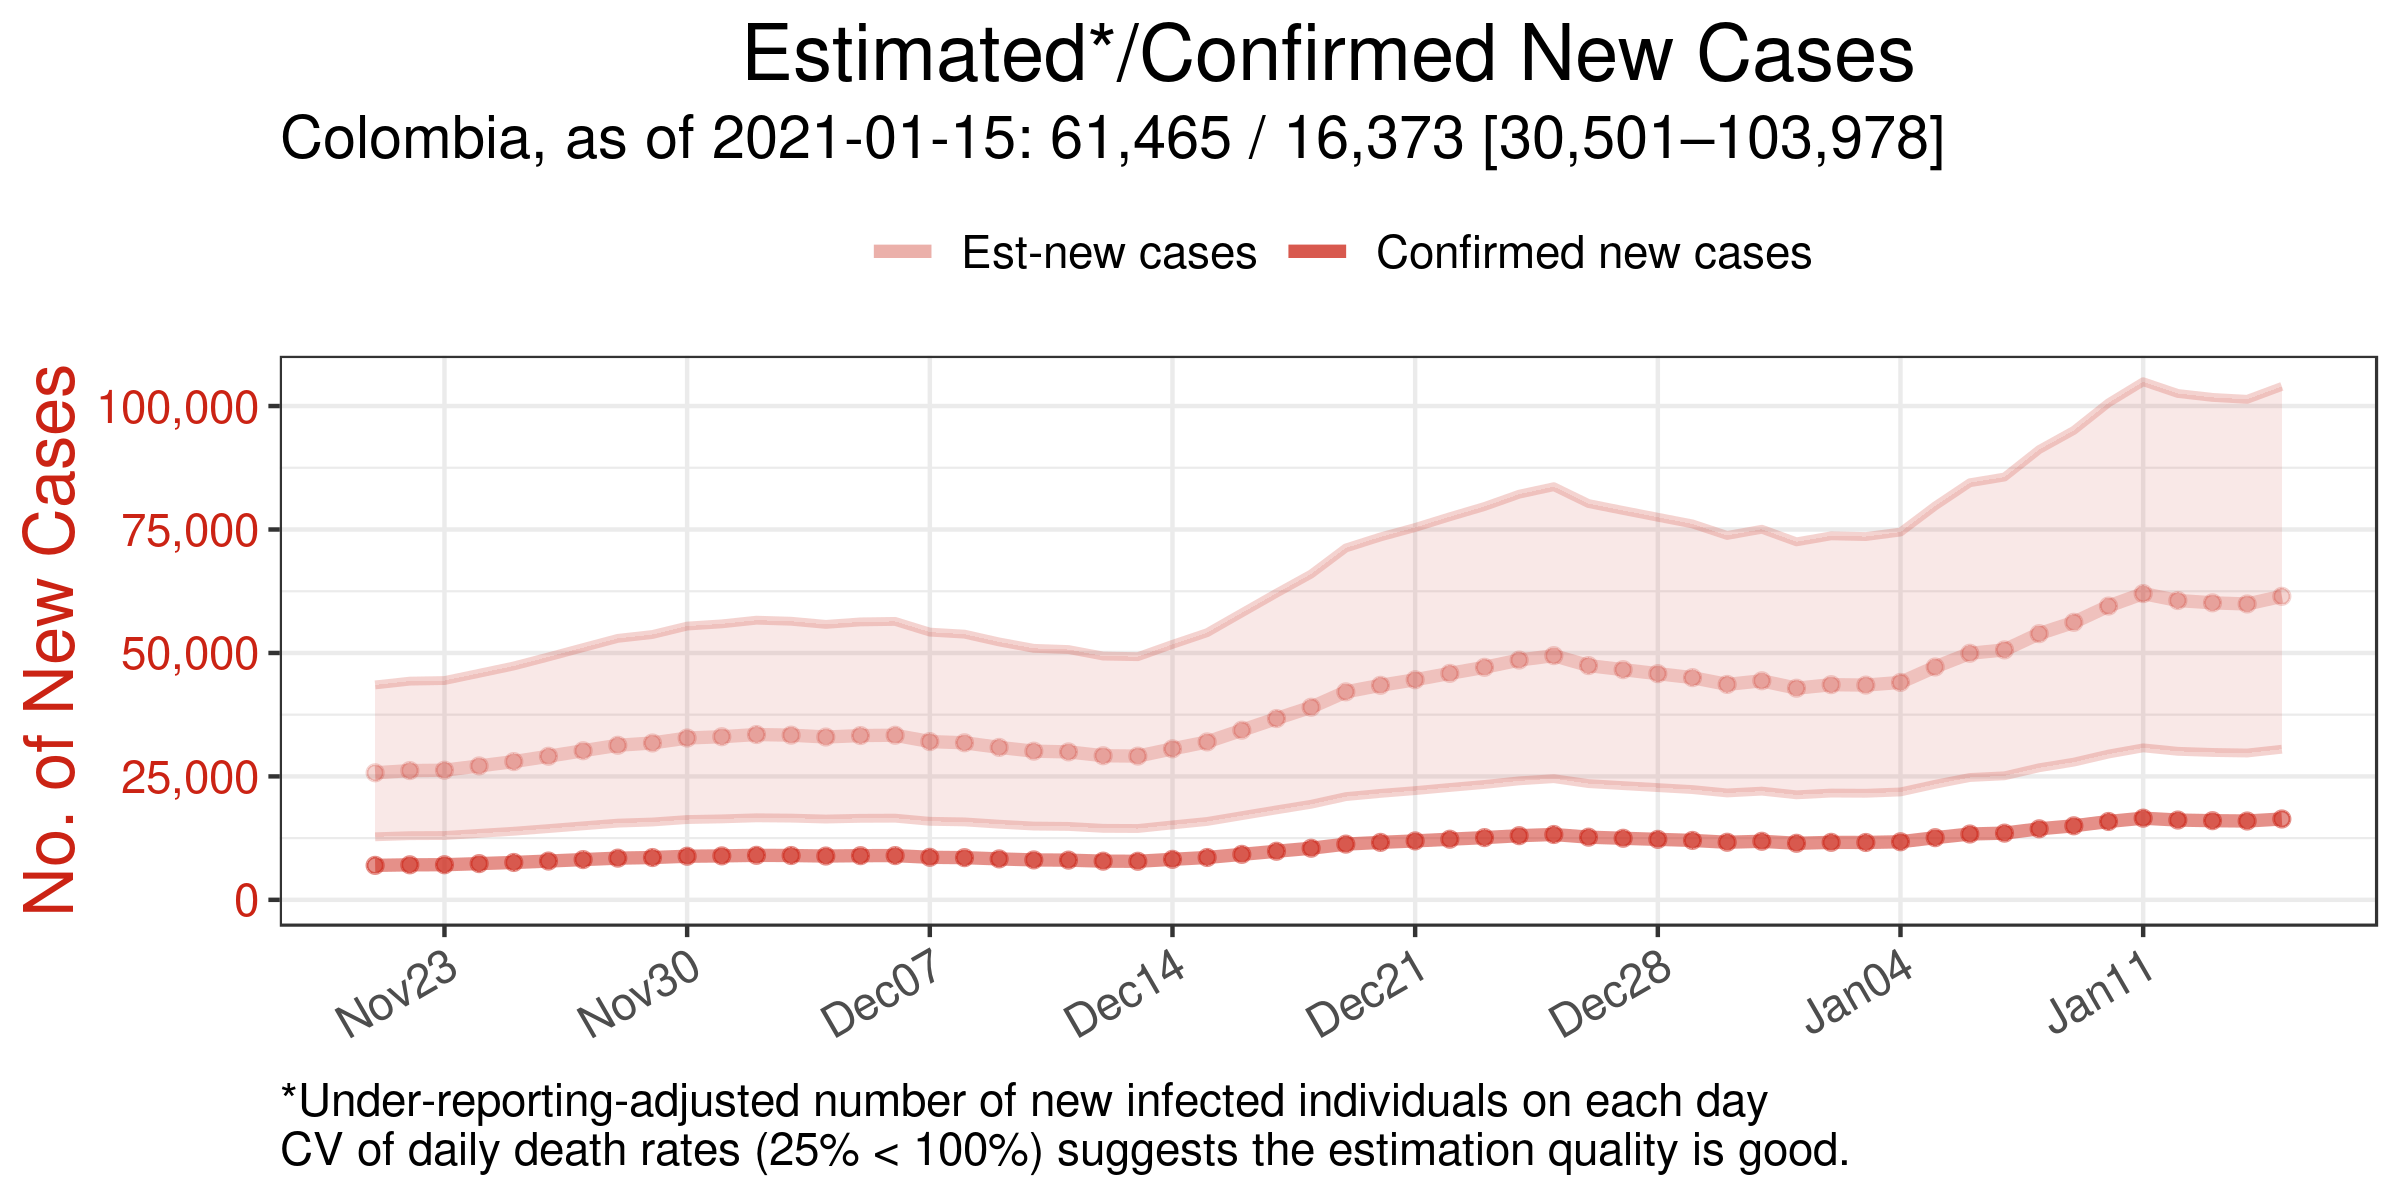 Estimated*/Confirmed New Cases
Colombia, as of 2021-01-15: 61,465 / 16,373 [30,501–103,978]
Est-new cases Confirmed new cases
No. of New Cases
100,000
75,000
50,000
25,000
0
Nov23 Nov30 Dec07 Dec14 Dec21 Dec28 Jan04 Jan11
*Under-reporting-adjusted number of new infected individuals on each day
CV of daily death rates (25% < 100%) suggests the estimation quality is good.